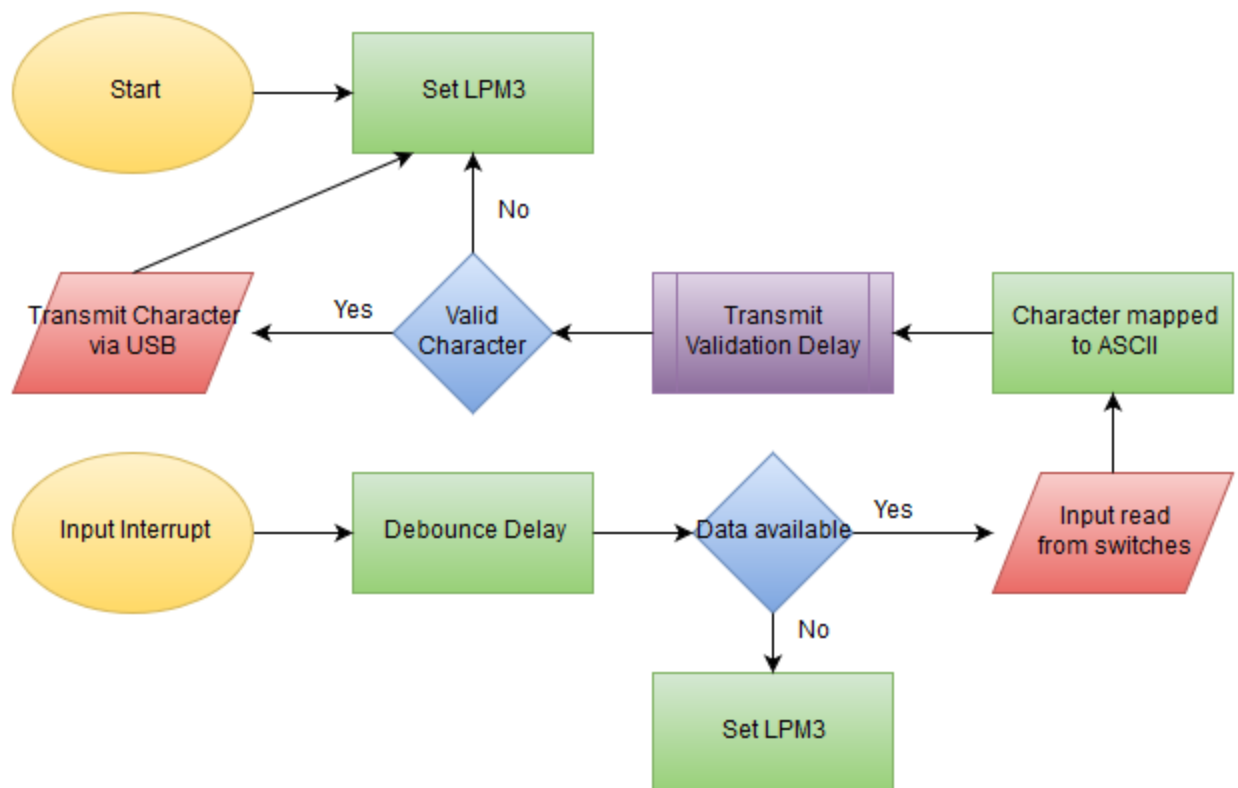 Start
Set LPM3
No
Transmit Character
via USB
Yes
Valid
Character
Transmit
Validation Delay
Character mapped
to ASCII
Input Interrupt
Debounce Delay
Data available
Yes
Input read
from switches
No
Set LPM3